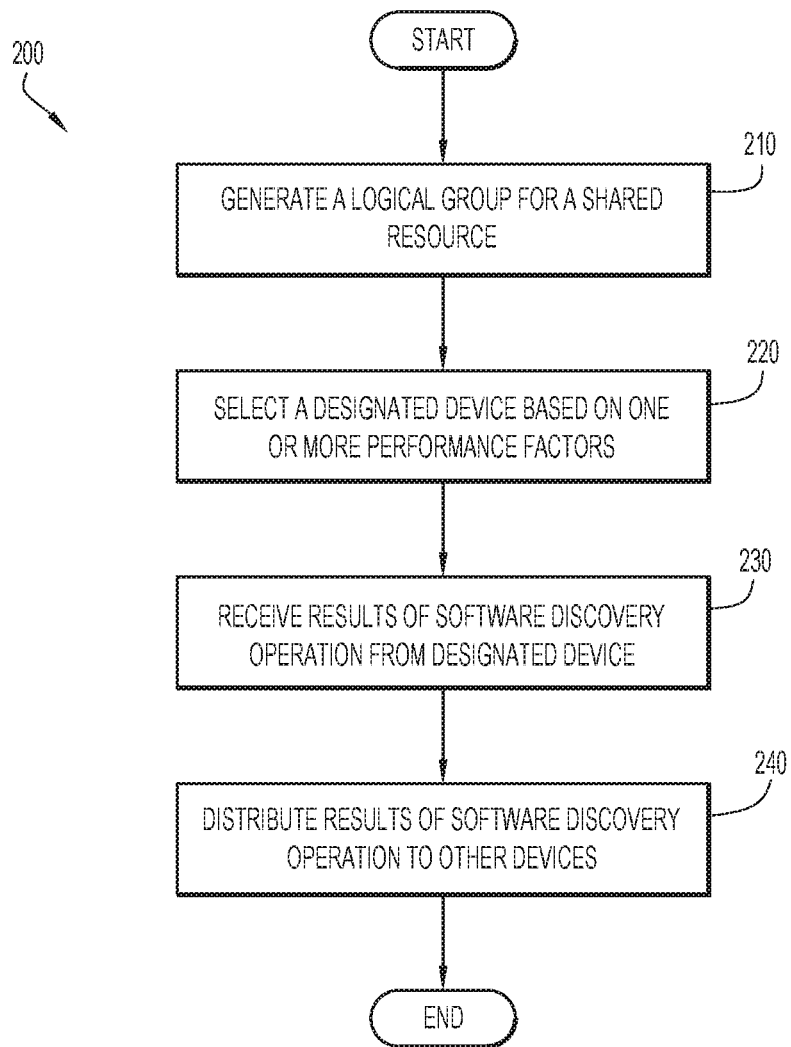 START
200
210
GENERATE A LOGICAL GROUP FOR A SHARED
RESOURCE
220
SELECT A DESIGNATED DEVICE BASED ON ONE
OR MORE PERFORMANCE FACTORS
230
RECEIVE RESULTS OF SOFTWARE DISCOVERY
OPERATION FROM DESIGNATED DEVICE
240
DISTRIBUTE RESULTS OF SOFTWARE DISCOVERY
OPERATION TO OTHER DEVICES
END